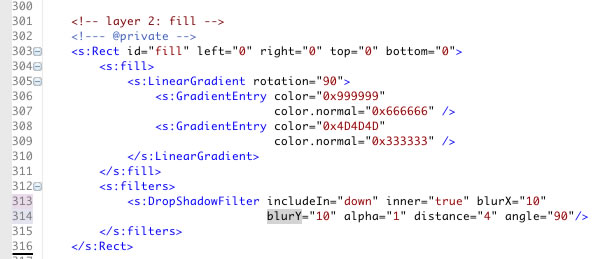 300
301 <!-- layer 2: fill -->
302 <!--- @private -->
303 <s:Rect id="fill" left="0" right="0" top="0" bottom="0">
304 <s:fill>
305 <s:LinearGradient rotation="90">
306 <s:GradientEntry color="0x999999"
307 color.normal="0x666666" />
308 <s:GradientEntry color="0x4D4D4D"
309 color.normal="0x333333" />
310 </s:LinearGradient>
311 </s:fill>
312 <s:filters>
313 <s:DropShadowFilter includeIn="down" inner="true" blurX="10"
314 blurY="10" alpha="1" distance="4" angle="90"/>
315 </s:filters>
316 </s:Rect>